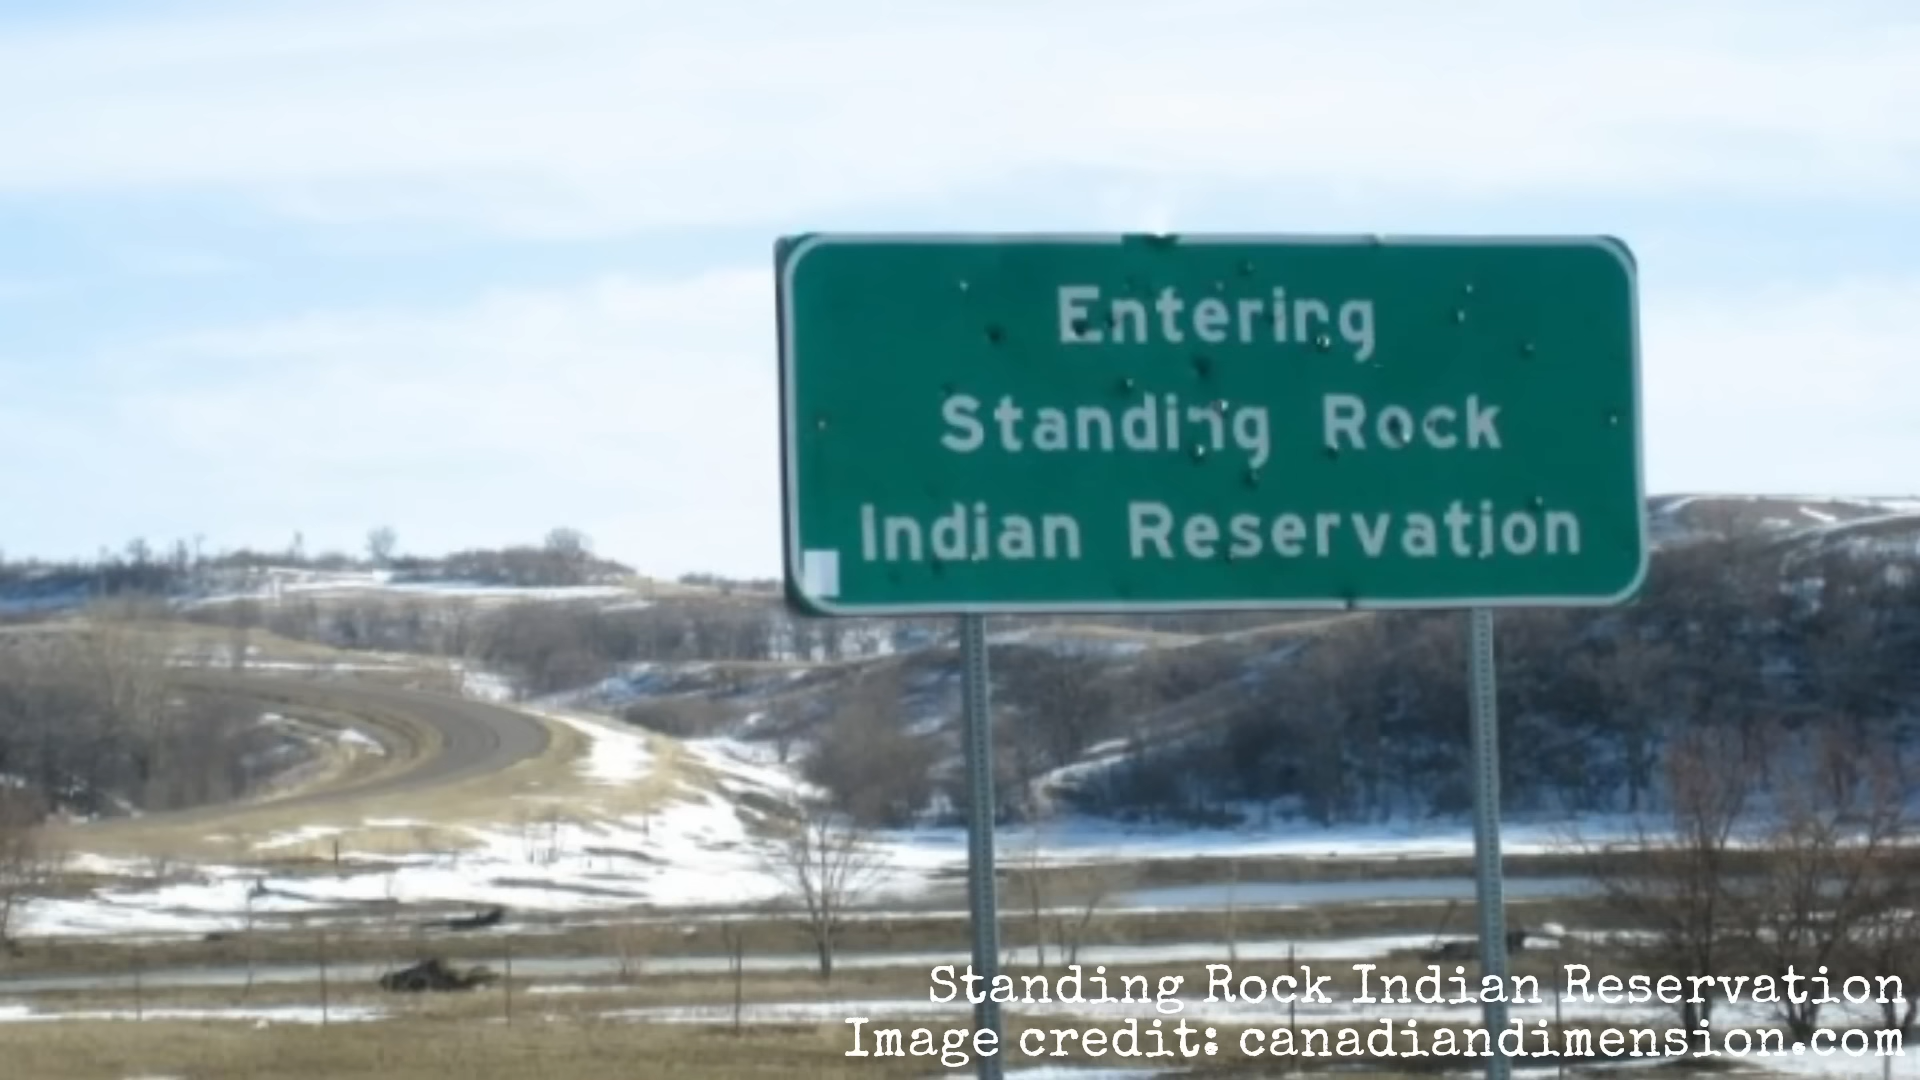 Entering
Standing Rock
Indian Reservation
Standing Rock Indian Reservation
Image credit: canadiandimension.com